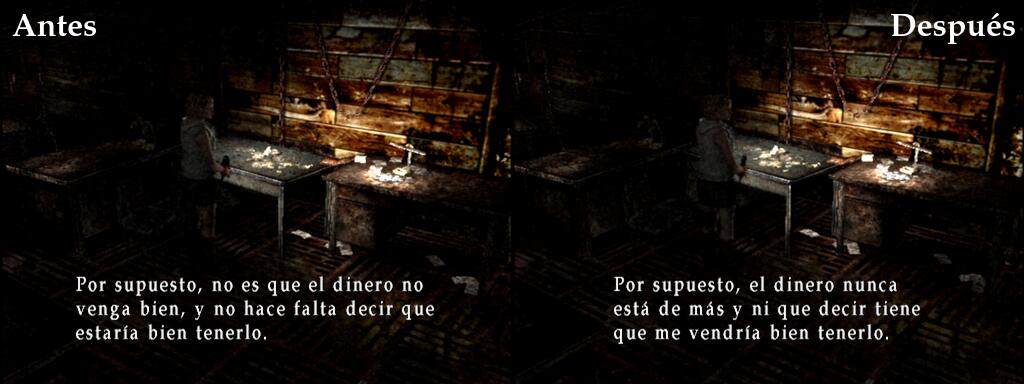 Antes
Por supuesto, no es que el dinero no
venga bien, y no hace falta decir que
estaría bien tenerlo.
Después
Por supuesto, el dinero nunca
está de más y ni que decir tiene
que me vendría bien tenerlo.